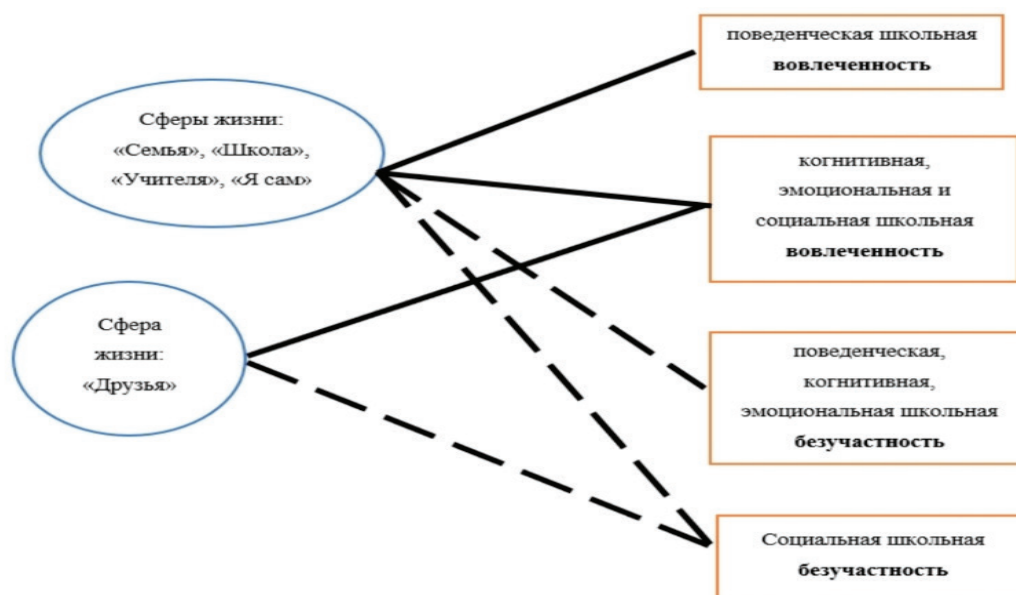 Сферы жизни:
«Семья», «Школа»,
«Учителя», «Я сам»
Сфера
жизни:
«Друзья»
поведенческая школьная
вовлеченность
когнитивная,
эмоциональная и
социальная школьная
вовлеченность
поведенческая,
когнитивная,
эмоциональная школьная
безучастность
Социальная школьная
безучастность